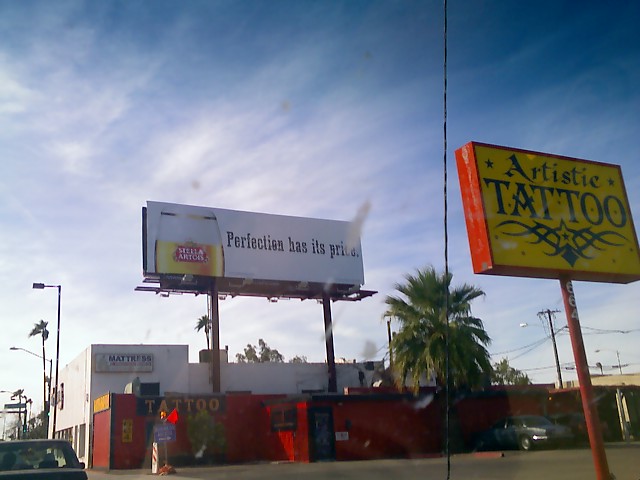 Artistic
TATTOO
Perfection has its price.
STELLA
ARTOIS
MATTRESS
TATTOO